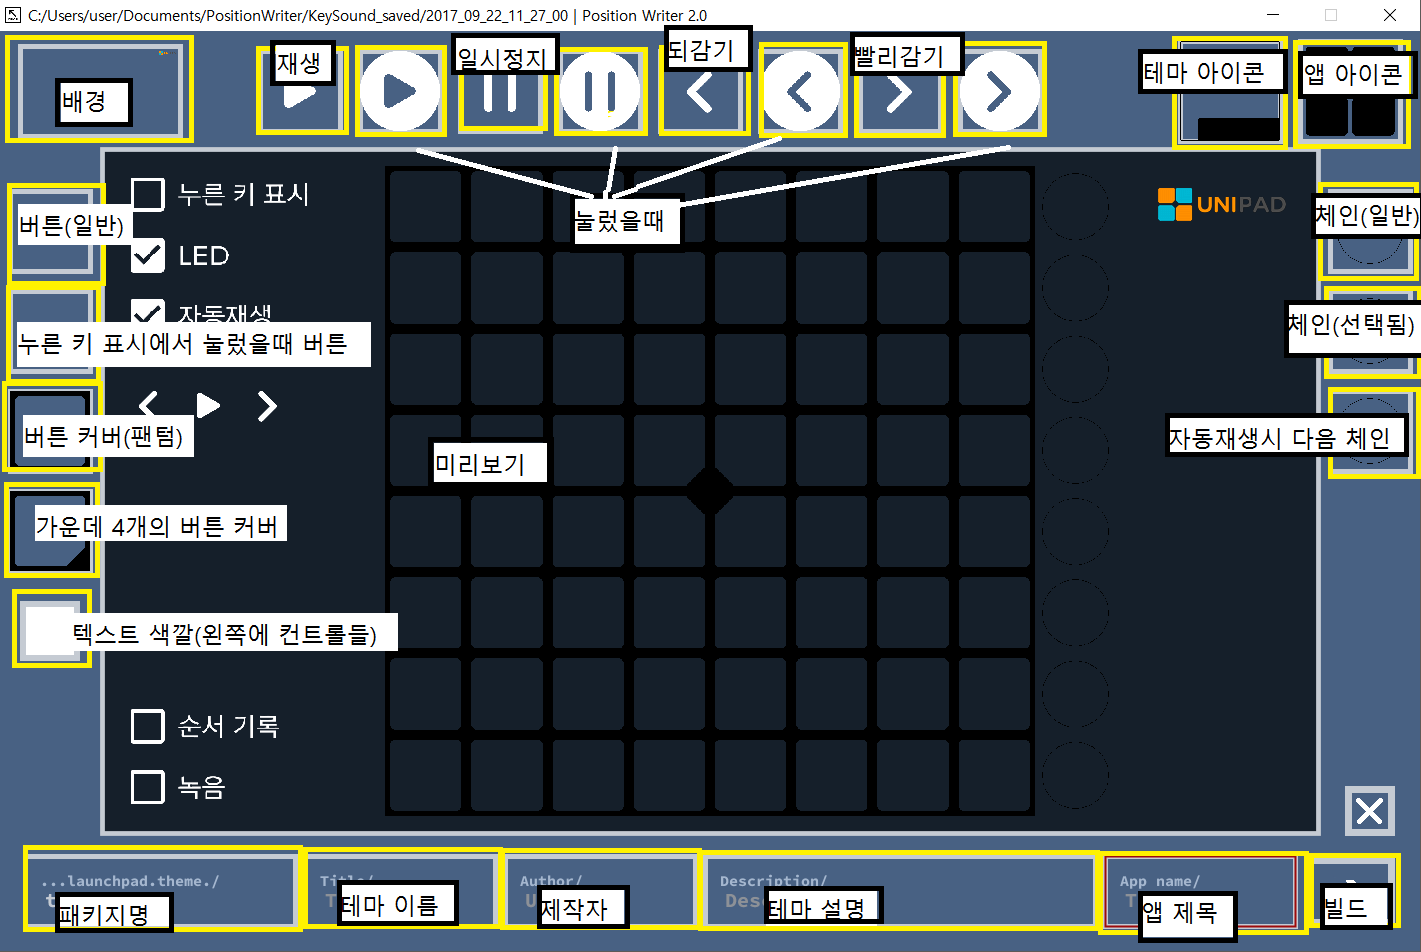 C:/Users/user/Documents/PositionWriter/KeySound_saved/2017_09_22_11_27_00 | Position Writer 2.0
배경
재생
일시정지
되감기
빨리감기
테마 아이콘
앱 아이콘
누른 키 표시
눌렀을때
UNIPAD
버튼(일반)
체인(일반)
LED
자동재생
누른 키 표시에서 눌렀을때 버튼
체인(선택됨)
버튼 커버(팬텀)
미리보기
자동재생시 다음 체인
가운데 4개의 버튼 커버
텍스트 색깔(왼쪽에 컨트롤들)
순서 기록
녹음
...launchpad.theme./
Title/
Author/
Description/
App name/
패키지명
테마 이름
제작자
테마 설명
앱 제목
빌드